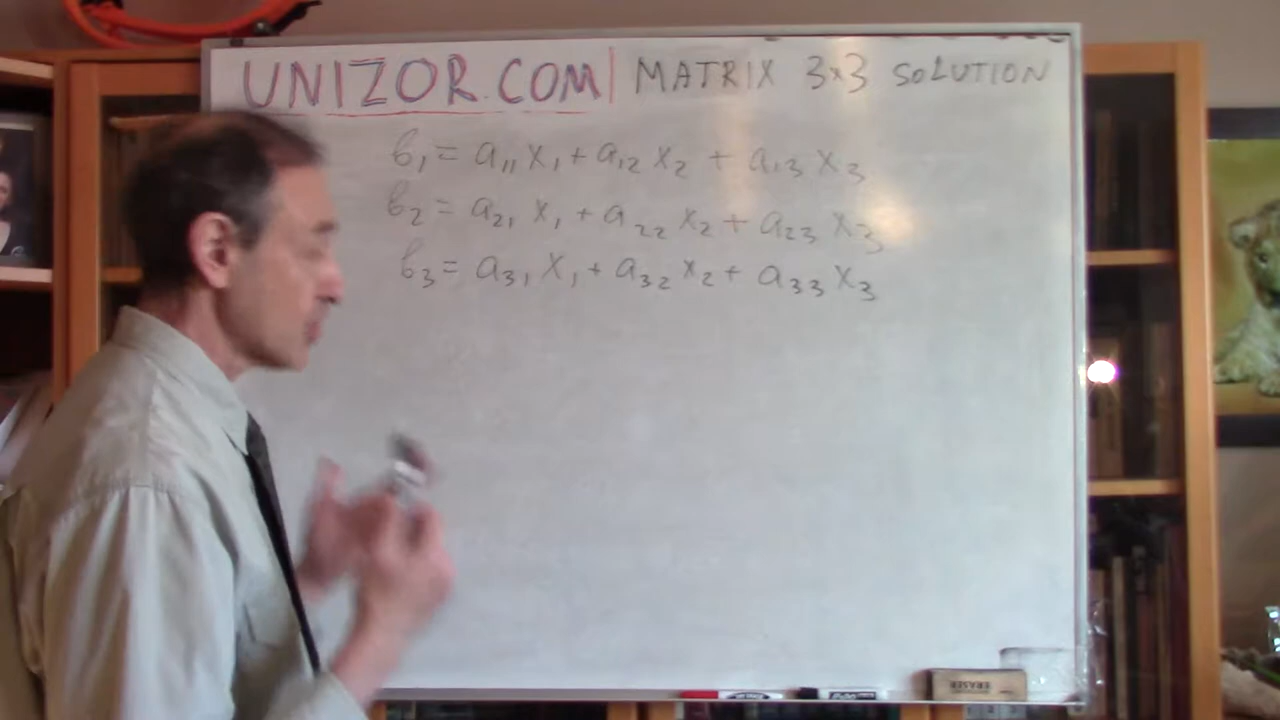 UNIZOR.COM | MATRIX 3x3 SOLUTION
b₁ = a₁₁ x₁ + a₁₂ x₂ + a₁₃ x₃
b₂ = a₂₁ x₁ + a₂₂ x₂ + a₂₃ x₃
b₃ = a₃₁ x₁ + a₃₂ x₂ + a₃₃ x₃
ERASER